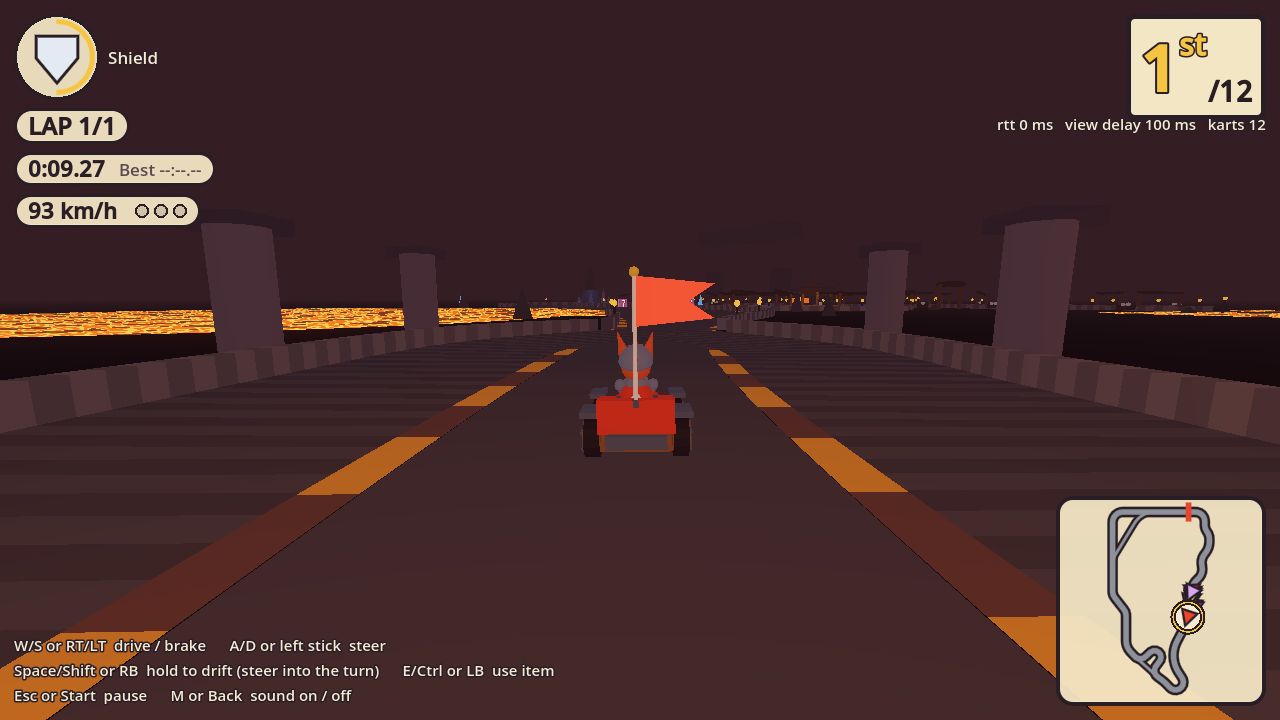 Shield
1st
/12
rtt 0 ms view delay 100 ms karts 12
LAP 1/1
0:09.27 Best --:--.--
93 km/h
W/S or RT/LT drive / brake A/D or left stick steer
Space/Shift or RB hold to drift (steer into the turn) E/Ctrl or LB use item
Esc or Start pause M or Back sound on / off